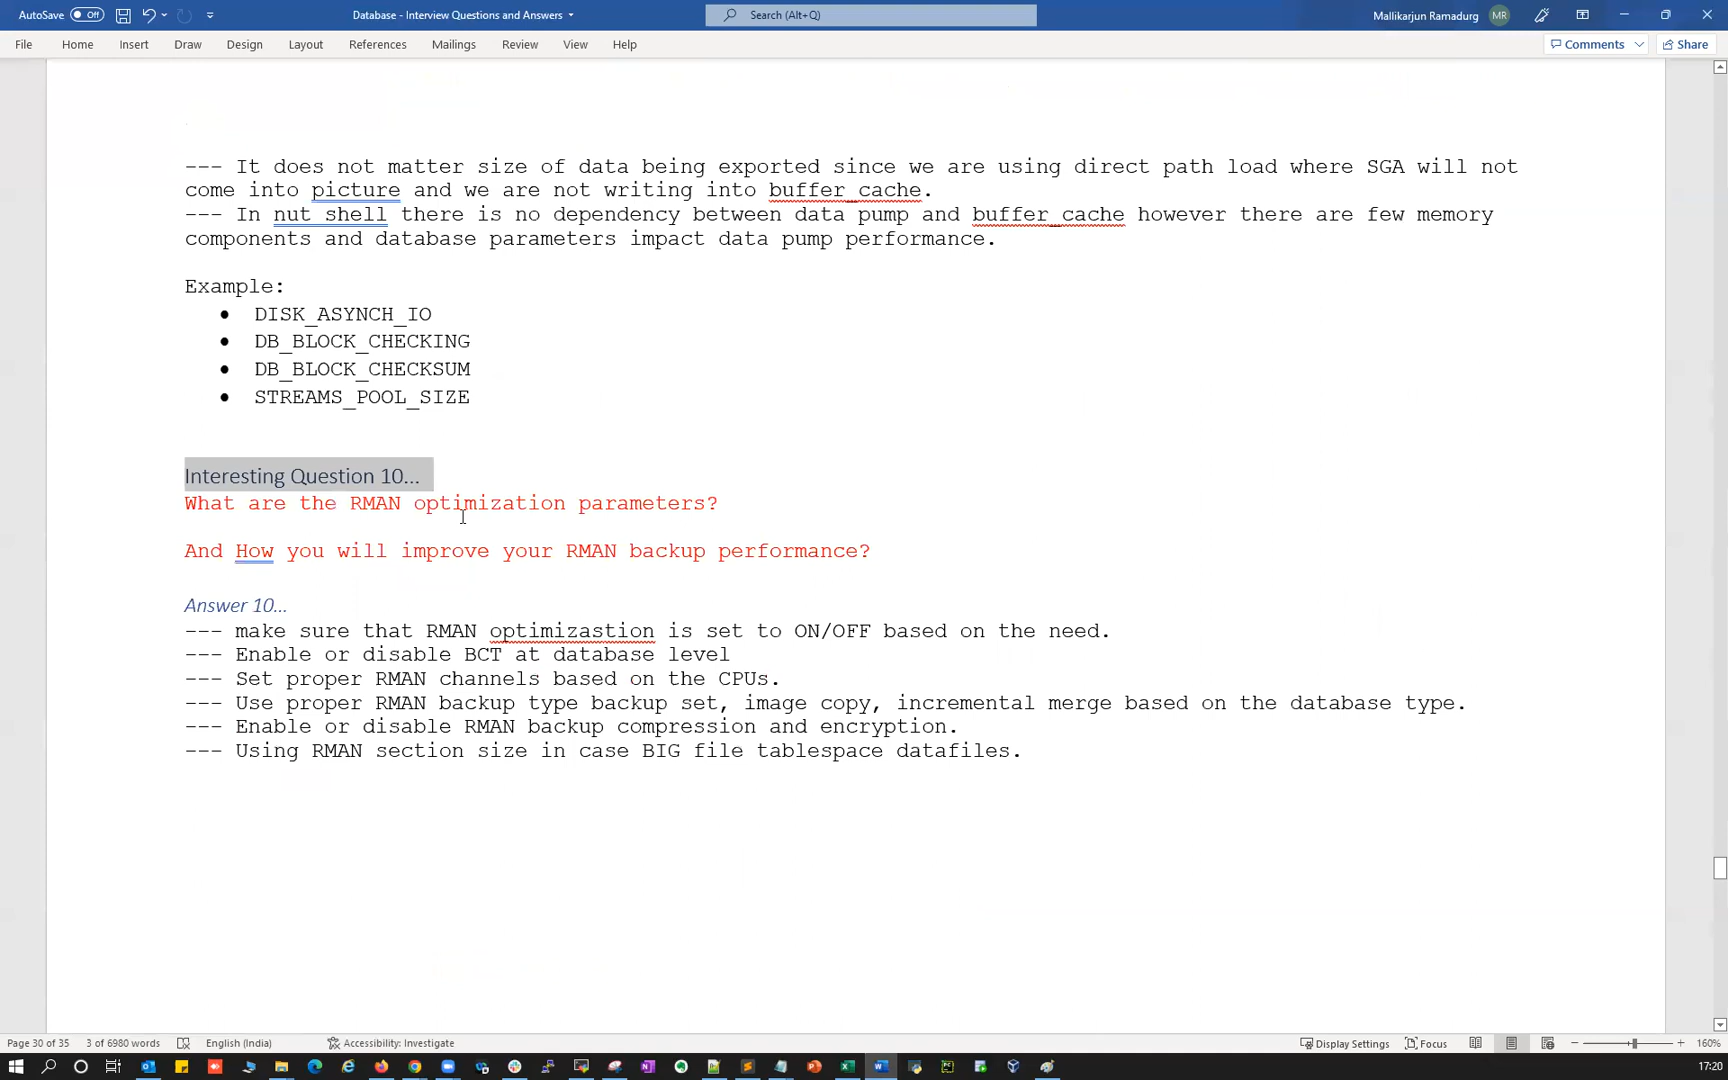 AutoSave Off
Database - Interview Questions and Answers
Search (Alt+Q)
Mallikarjun Ramadurg MR
File Home Insert Draw Design Layout References Mailings Review View Help Comments Share
--- It does not matter size of data being exported since we are using direct path load where SGA will not
come into picture and we are not writing into buffer_cache.
--- In nut shell there is no dependency between data pump and buffer_cache however there are few memory
components and database parameters impact data pump performance.
Example:
• DISK_ASYNCH_IO
• DB_BLOCK_CHECKING
• DB_BLOCK_CHECKSUM
• STREAMS_POOL_SIZE
Interesting Question 10...
What are the RMAN optimization parameters?
And How you will improve your RMAN backup performance?
Answer 10...
--- make sure that RMAN optimizastion is set to ON/OFF based on the need.
--- Enable or disable BCT at database level
--- Set proper RMAN channels based on the CPUs.
--- Use proper RMAN backup type backup set, image copy, incremental merge based on the database type.
--- Enable or disable RMAN backup compression and encryption.
--- Using RMAN section size in case BIG file tablespace datafiles.
Page 30 of 35 3 of 6980 words English (India) Accessibility: Investigate Display Settings Focus 160%
17:20